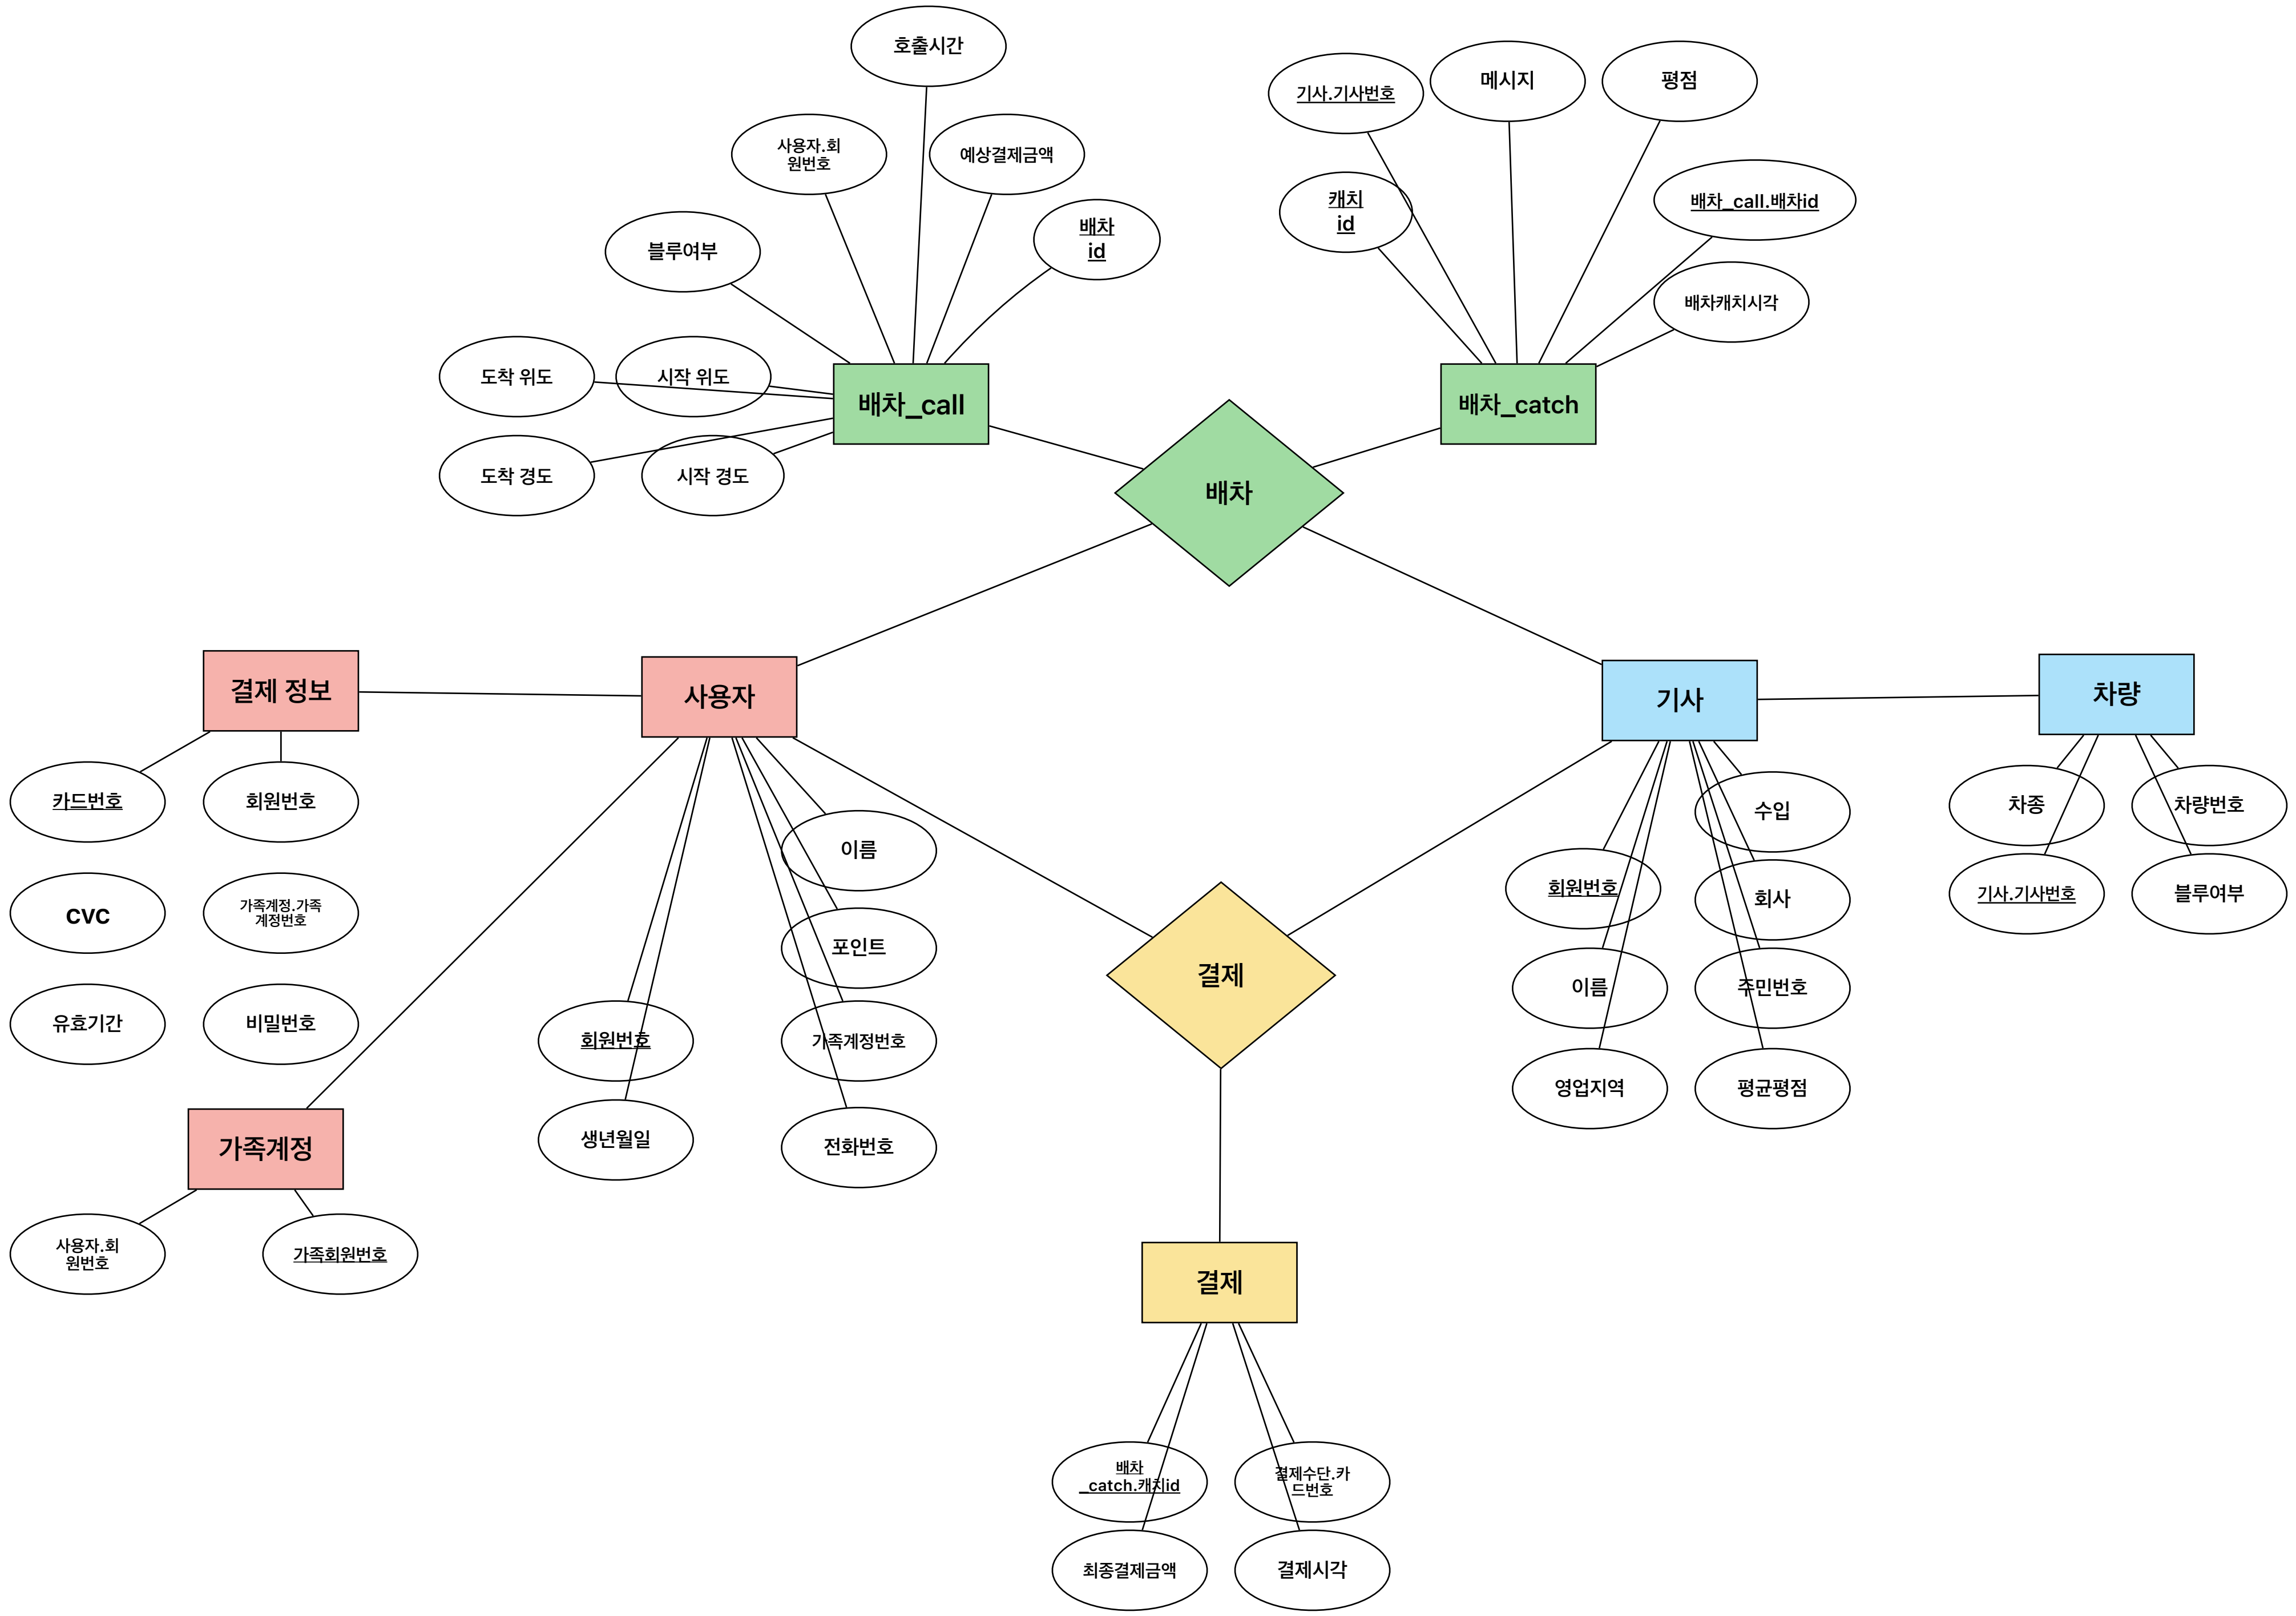 호출시간
기사.기사번호
메시지
평점
사용자.회
원번호
예상결제금액
캐치
id
배차_call.배차id
블루여부
배차
id
배차캐치시각
도착 위도
시작 위도
배차_call
배차_catch
도착 경도
시작 경도
배차
결제 정보
사용자
기사
차량
카드번호
회원번호
이름
수입
차종
차량번호
회원번호
회사
기사.기사번호
블루여부
CVC
가족계정.가족
계정번호
포인트
결제
이름
주민번호
유효기간
비밀번호
회원번호
가족계정번호
영업지역
평균평점
가족계정
생년월일
전화번호
사용자.회
원번호
가족회원번호
결제
배차
_catch.캐치id
결제수단.카
드번호
최종결제금액
결제시각